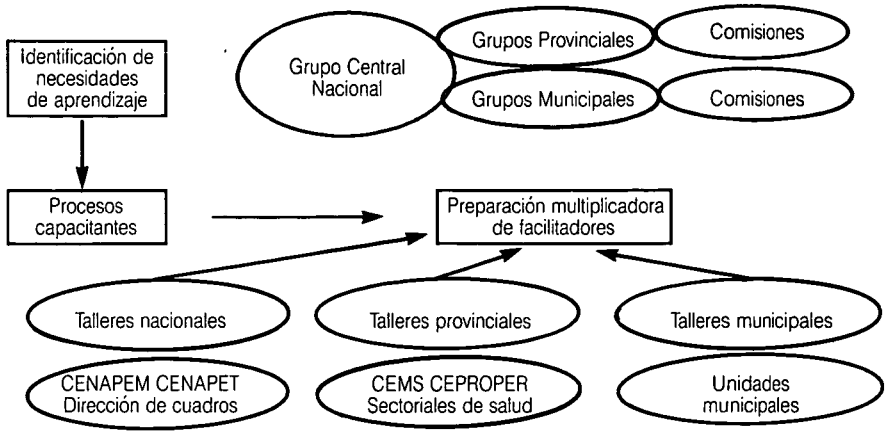 Identificación de
necesidades
de aprendizaje
Grupo Central
Nacional
Grupos Provinciales
Comisiones
Grupos Municipales
Comisiones
Procesos
capacitantes
Preparación multiplicadora
de facilitadores
Talleres nacionales
Talleres provinciales
Talleres municipales
CENAPEM CENAPET
Dirección de cuadros
CEMS CEPROPER
Sectoriales de salud
Unidades
municipales